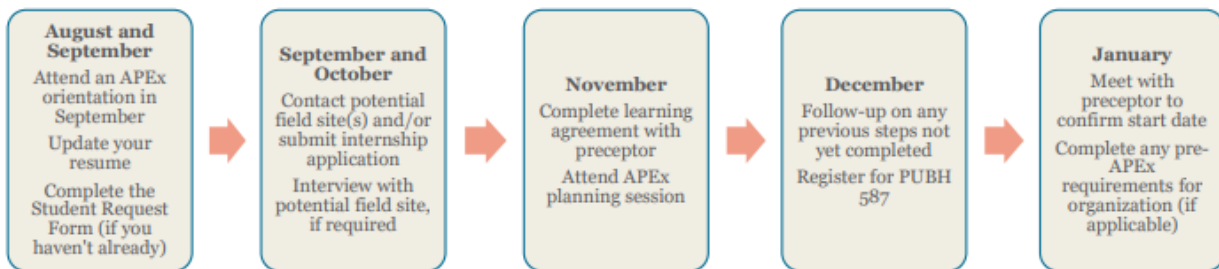 August and
September
Attend an APEx
orientation in
September
Update your
resume
Complete the
Student Request
Form (if you
haven't already)
September and
October
Contact potential
field site(s) and/or
submit internship
application
Interview with
potential field site,
if required
November
Complete learning
agreement with
preceptor
Attend APEx
planning session
December
Follow-up on any
previous steps not
yet completed
Register for PUBH
587
January
Meet with
preceptor to
confirm start date
Complete any pre-
APEx
requirements for
organization (if
applicable)